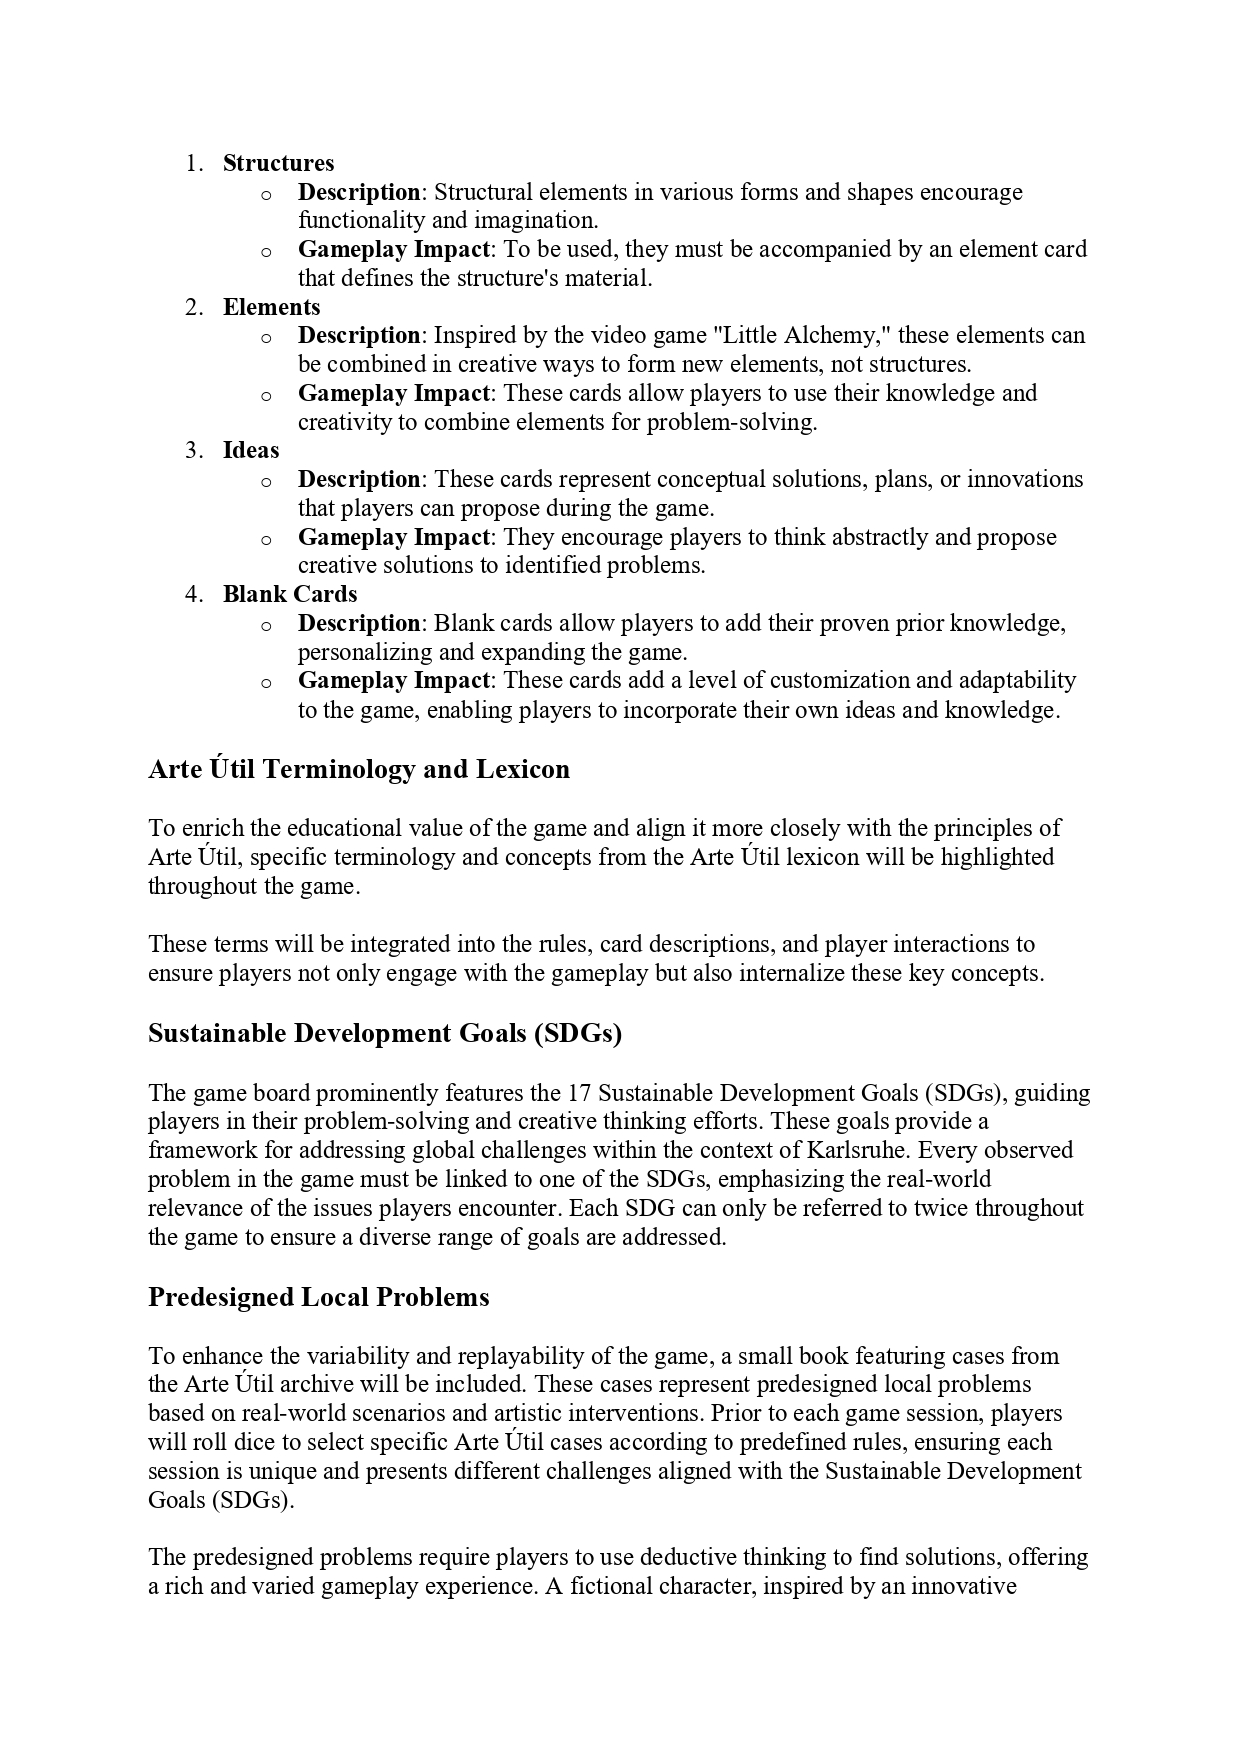 1. Structures
o Description: Structural elements in various forms and shapes encourage
functionality and imagination.
o Gameplay Impact: To be used, they must be accompanied by an element card
that defines the structure's material.
2. Elements
o Description: Inspired by the video game "Little Alchemy," these elements can
be combined in creative ways to form new elements, not structures.
o Gameplay Impact: These cards allow players to use their knowledge and
creativity to combine elements for problem-solving.
3. Ideas
o Description: These cards represent conceptual solutions, plans, or innovations
that players can propose during the game.
o Gameplay Impact: They encourage players to think abstractly and propose
creative solutions to identified problems.
4. Blank Cards
o Description: Blank cards allow players to add their proven prior knowledge,
personalizing and expanding the game.
o Gameplay Impact: These cards add a level of customization and adaptability
to the game, enabling players to incorporate their own ideas and knowledge.
Arte Útil Terminology and Lexicon
To enrich the educational value of the game and align it more closely with the principles of
Arte Útil, specific terminology and concepts from the Arte Útil lexicon will be highlighted
throughout the game.
These terms will be integrated into the rules, card descriptions, and player interactions to
ensure players not only engage with the gameplay but also internalize these key concepts.
Sustainable Development Goals (SDGs)
The game board prominently features the 17 Sustainable Development Goals (SDGs), guiding
players in their problem-solving and creative thinking efforts. These goals provide a
framework for addressing global challenges within the context of Karlsruhe. Every observed
problem in the game must be linked to one of the SDGs, emphasizing the real-world
relevance of the issues players encounter. Each SDG can only be referred to twice throughout
the game to ensure a diverse range of goals are addressed.
Predesigned Local Problems
To enhance the variability and replayability of the game, a small book featuring cases from
the Arte Útil archive will be included. These cases represent predesigned local problems
based on real-world scenarios and artistic interventions. Prior to each game session, players
will roll dice to select specific Arte Útil cases according to predefined rules, ensuring each
session is unique and presents different challenges aligned with the Sustainable Development
Goals (SDGs).
The predesigned problems require players to use deductive thinking to find solutions, offering
a rich and varied gameplay experience. A fictional character, inspired by an innovative